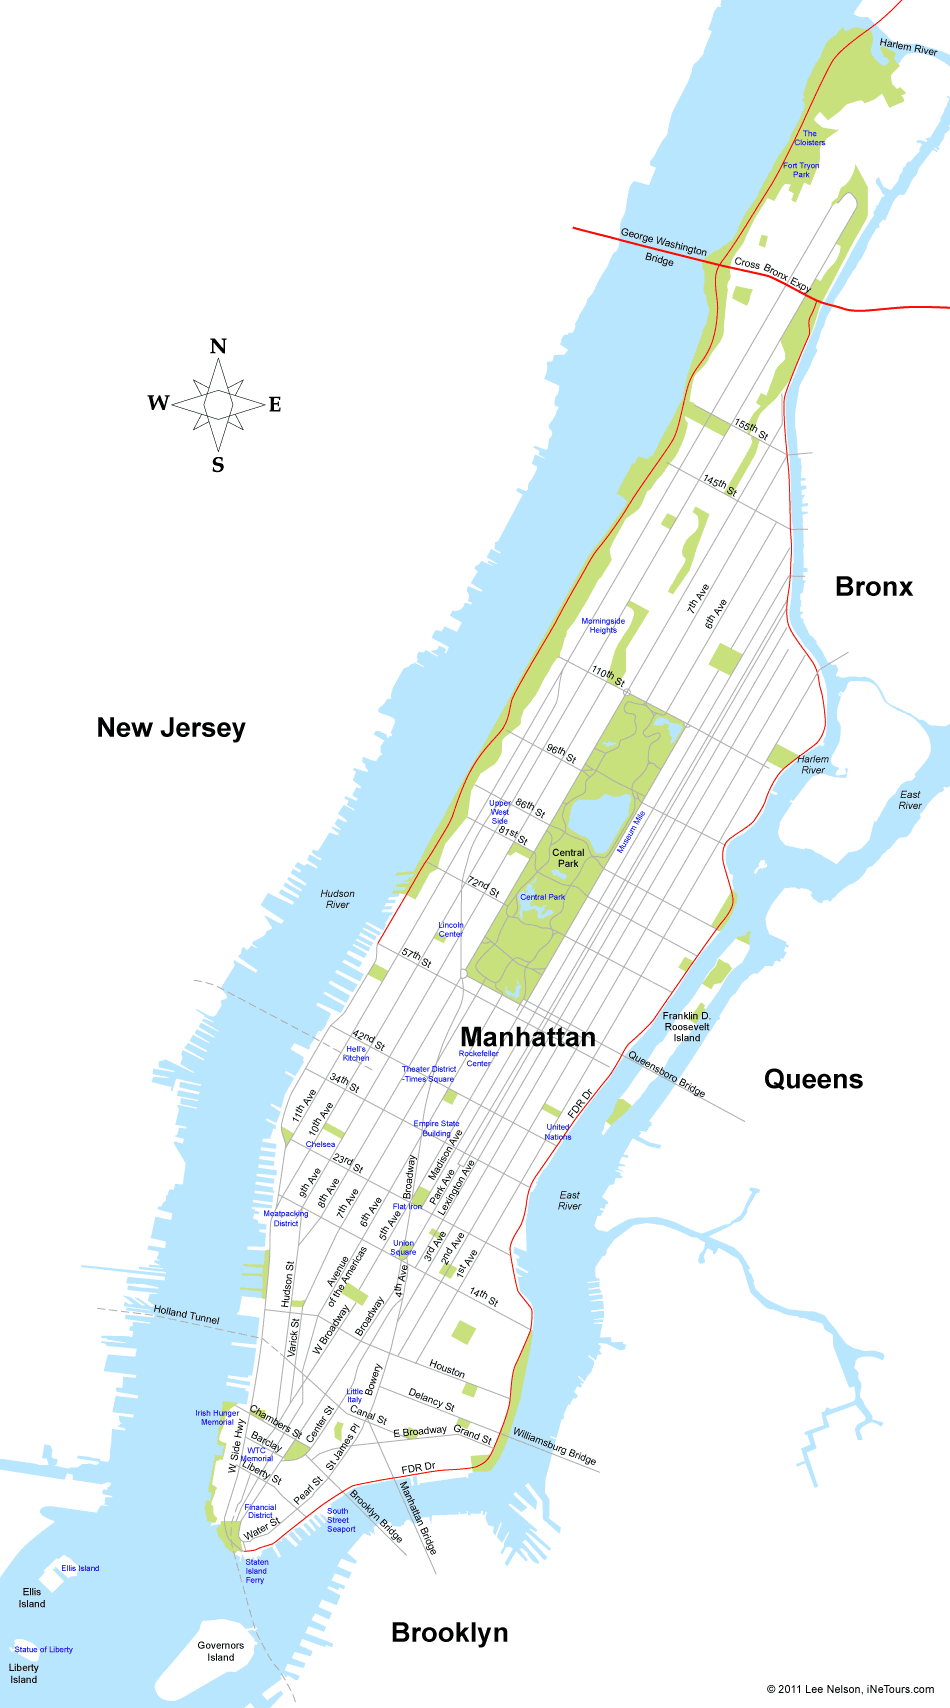 Harlem River
The
Cloisters
Fort Tryon
Park
George Washington
Bridge
Cross Bronx Expy
N
W
E
S
155th St
145th St
Bronx
7th Ave
6th Ave
Morningside
Heights
110th St
New Jersey
96th St
Harlem
River
East
River
Upper
West
Side
86th St
81st St
Museum Mile
Central
Park
72nd St
Central Park
Hudson
River
Lincoln
Center
57th St
Franklin D.
Roosevelt
Island
Manhattan
42nd St
Hell's
Kitchen
Rockefeller
Center
Theater District
-Times Square
Queensboro Bridge
Queens
34th St
11th Ave
10th Ave
FDR Dr
Empire State
Building
United
Nations
Chelsea
23rd St
Madison Ave
Park Ave
Lexington Ave
Broadway
9th Ave
8th Ave
7th Ave
6th Ave
5th Ave
Flat Iron
East
River
Meatpacking
District
Union
Square
3rd Ave
2nd Ave
1st Ave
Avenue
of the Americas
4th Ave
14th St
Hudson St
Holland Tunnel
Varick St
W Broadway
Broadway
Houston
Bowery
Little
Italy
Delancy St
Irish Hunger
Memorial
Chambers St
Center St
Canal St
E Broadway
Grand St
Williamsburg Bridge
W Side Hwy
Barclay
WTC
Memorial
Liberty St
St James Pl
FDR Dr
Pearl St
Brooklyn Bridge
Manhattan Bridge
Financial
District
Water St
South
Street
Seaport
Staten
Island
Ferry
Ellis Island
Ellis
Island
Brooklyn
Governors
Island
Statue of Liberty
Liberty
Island
© 2011 Lee Nelson, iNeTours.com